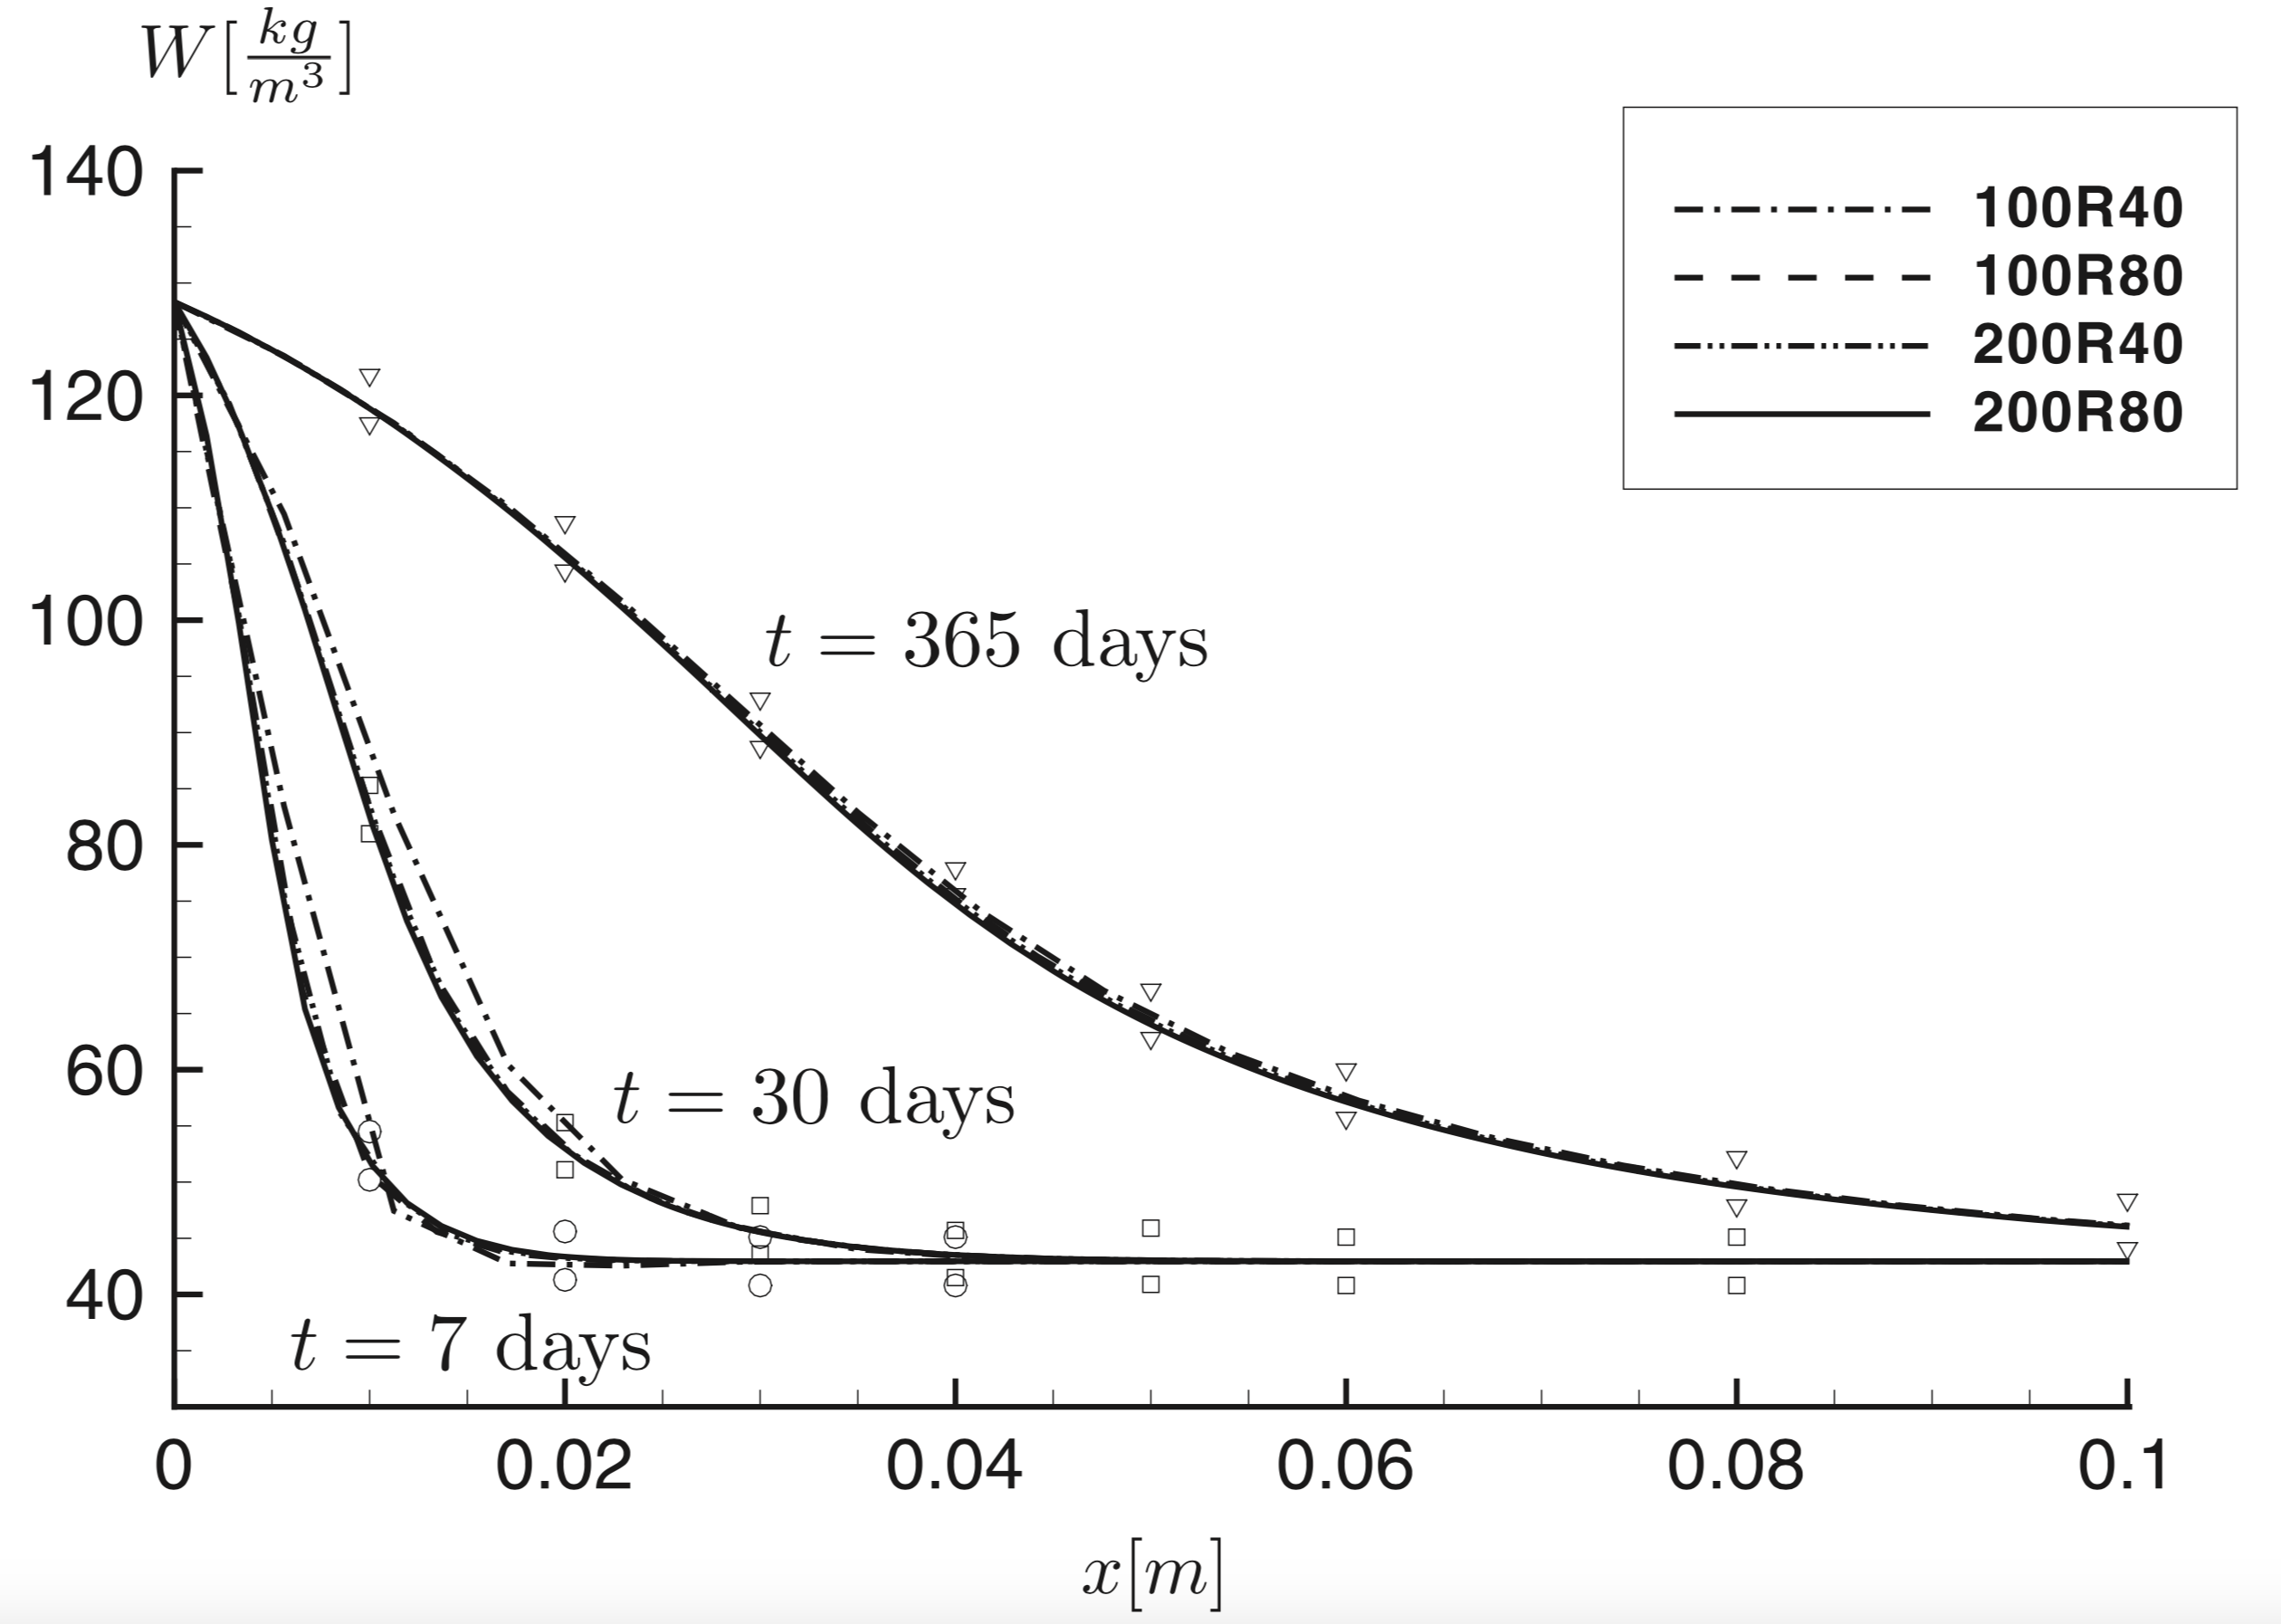 W[kg/m³]
140
120
100
80
60
40
100R40
100R80
200R40
200R80
t = 365 days
t = 30 days
t = 7 days
0 0.02 0.04 0.06 0.08 0.1
x[m]